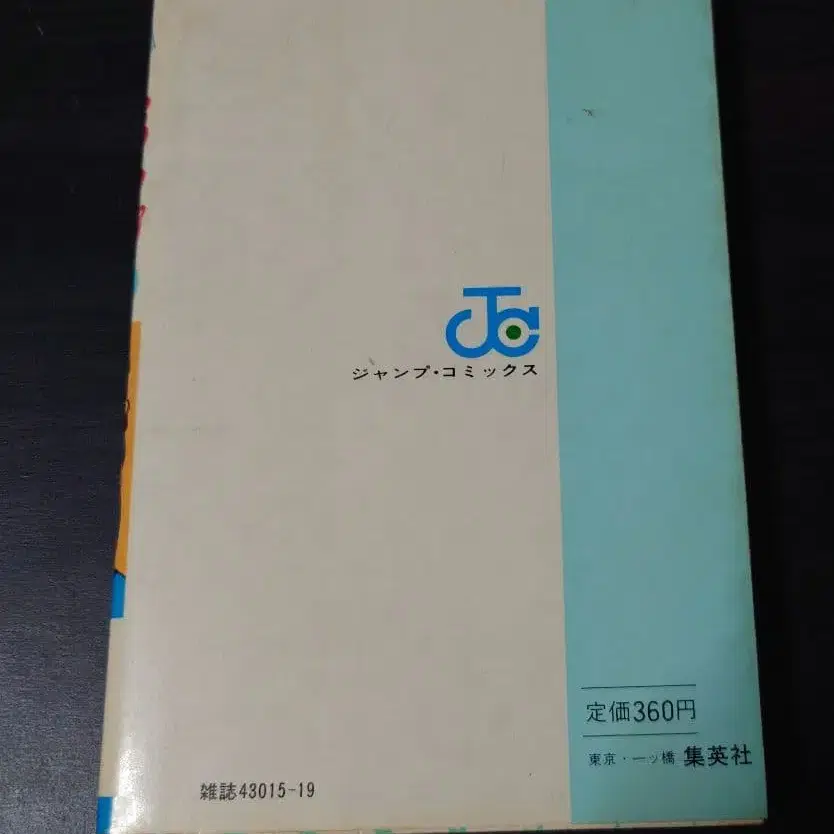 JC
ジャンプ・コミックス
定価360円
東京・一ツ橋 集英社
雑誌43015-19